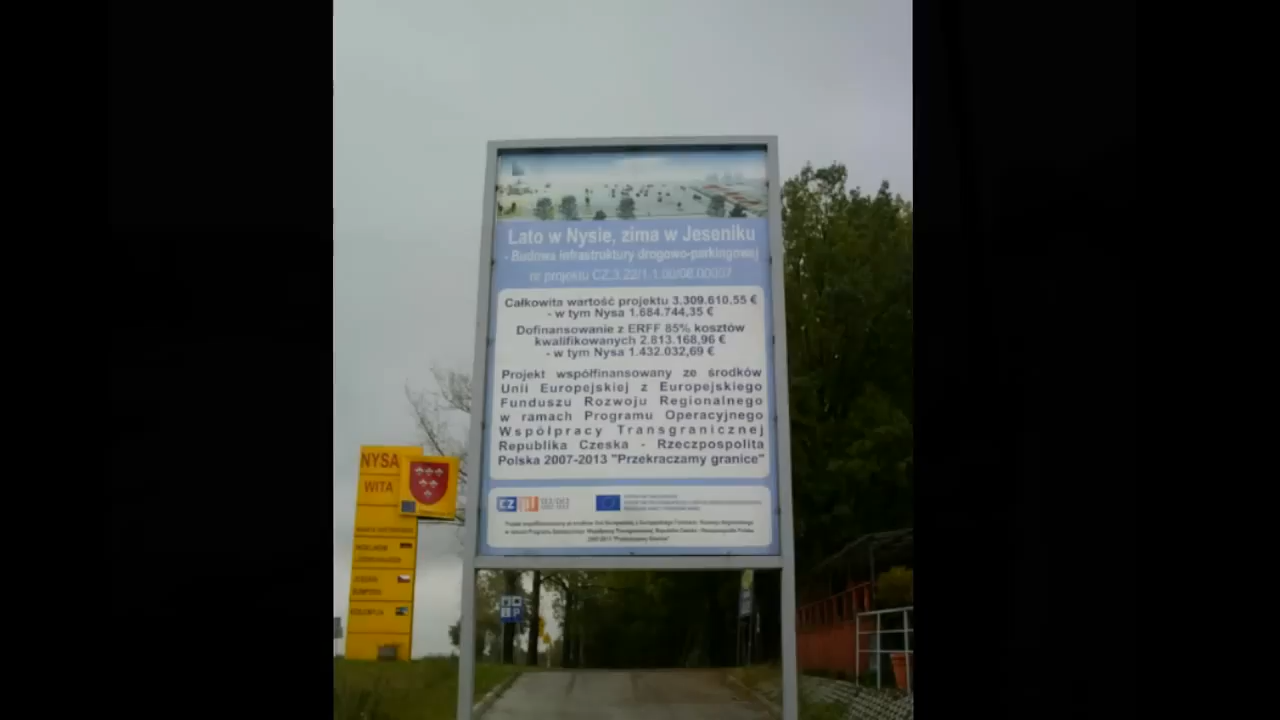 Lato w Nysie, zima w Jeseniku
- Budowa infrastruktury drogowo-parkingowej
nr projektu CZ.3.22/1.1.00/08.00007
Całkowita wartość projektu 3.309.610,55 €
- w tym Nysa 1.684.744,35 €
Dofinansowanie z ERFF 85% kosztów
kwalifikowanych 2.813.168,96 €
- w tym Nysa 1.432.032,69 €
Projekt współfinansowany ze środków
Unii Europejskiej z Europejskiego
Funduszu Rozwoju Regionalnego
w ramach Programu Operacyjnego
Współpracy Transgranicznej
Republika Czeska - Rzeczpospolita
Polska 2007-2013 "Przekraczamy granice"
CZ
NYSA
WITA
P